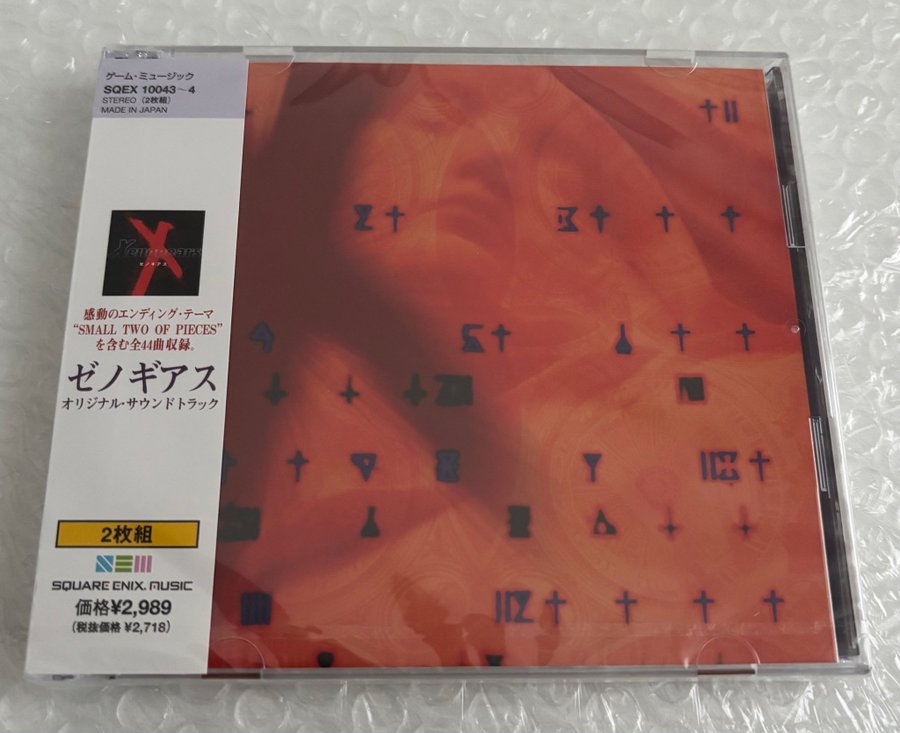 ゲーム・ミュージック
SQEX 10043~4
STEREO (2枚組)
MADE IN JAPAN
Xenogears
ゼノギアス
感動のエンディング・テーマ
“SMALL TWO OF PIECES”
を含む全44曲収録。
ゼノギアス
オリジナル・サウンドトラック
2枚組
SEM
SQUARE ENIX. MUSIC
価格¥2,989
(税抜価格 ¥2,718)